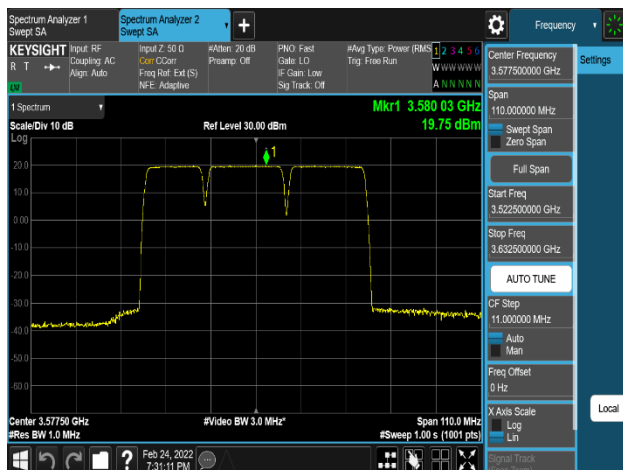 Spectrum Analyzer 1
Swept SA
Spectrum Analyzer 2
Swept SA
+
Frequency
KEYSIGHT
R T
Input: RF
Coupling: AC
Align: Auto
Input Z: 50 Ω
Corr CCorr
Freq Ref: Ext (S)
NFE: Adaptive
#Atten: 20 dB
Preamp: Off
PNO: Fast
Gate: LO
IF Gain: Low
Sig Track: Off
#Avg Type: Power (RMS
Trig: Free Run
1 2 3 4 5 6
W W W W W W
A N N N N N
1 Spectrum
Scale/Div 10 dB
Log
Ref Level 30.00 dBm
Mkr1 3.580 03 GHz
19.75 dBm
1
20.0
10.0
0.00
-10.0
-20.0
-30.0
-40.0
-50.0
-60.0
Center 3.57750 GHz
#Res BW 1.0 MHz
#Video BW 3.0 MHz*
Span 110.0 MHz
#Sweep 1.00 s (1001 pts)
Feb 24, 2022
7:31:11 PM
?
Center Frequency
3.577500000 GHz
Span
110.000000 MHz
Swept Span
Zero Span
Full Span
Start Freq
3.522500000 GHz
Stop Freq
3.632500000 GHz
AUTO TUNE
CF Step
11.000000 MHz
Auto
Man
Freq Offset
0 Hz
X Axis Scale
Log
Lin
Signal Track
Settings
Local